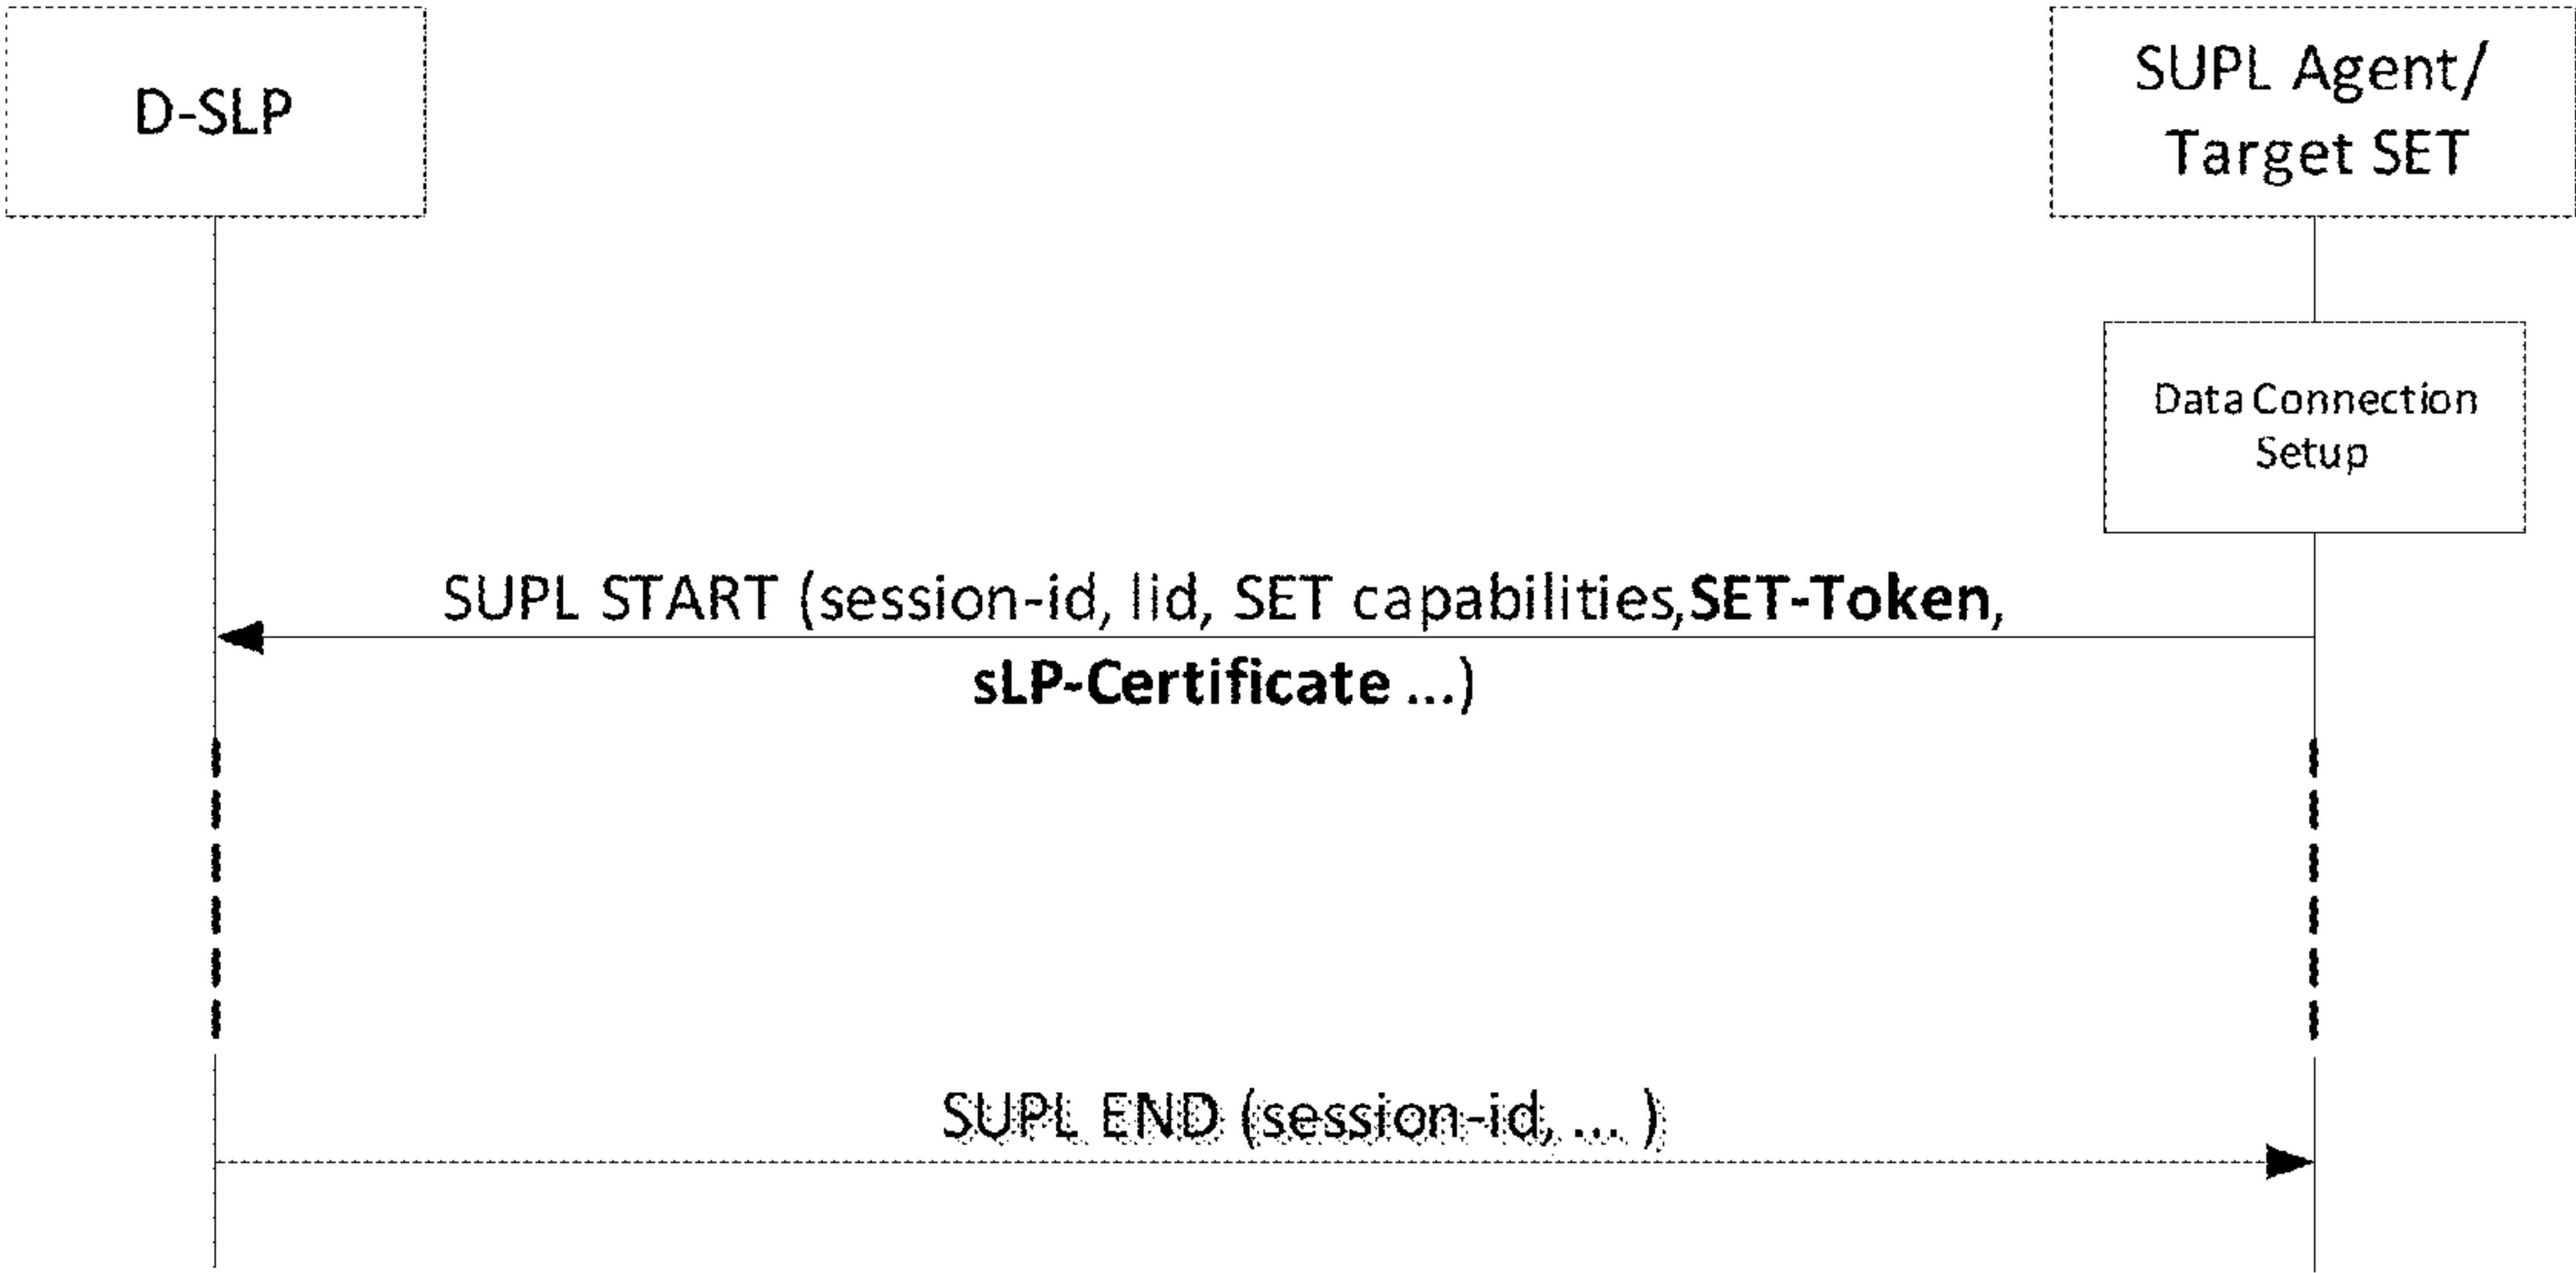 D-SLP
SUPL Agent/
Target SET
Data Connection
Setup
SUPL START (session-id, lid, SET capabilities,SET-Token,
sLP-Certificate ...)
SUPL END (session-id, ... )